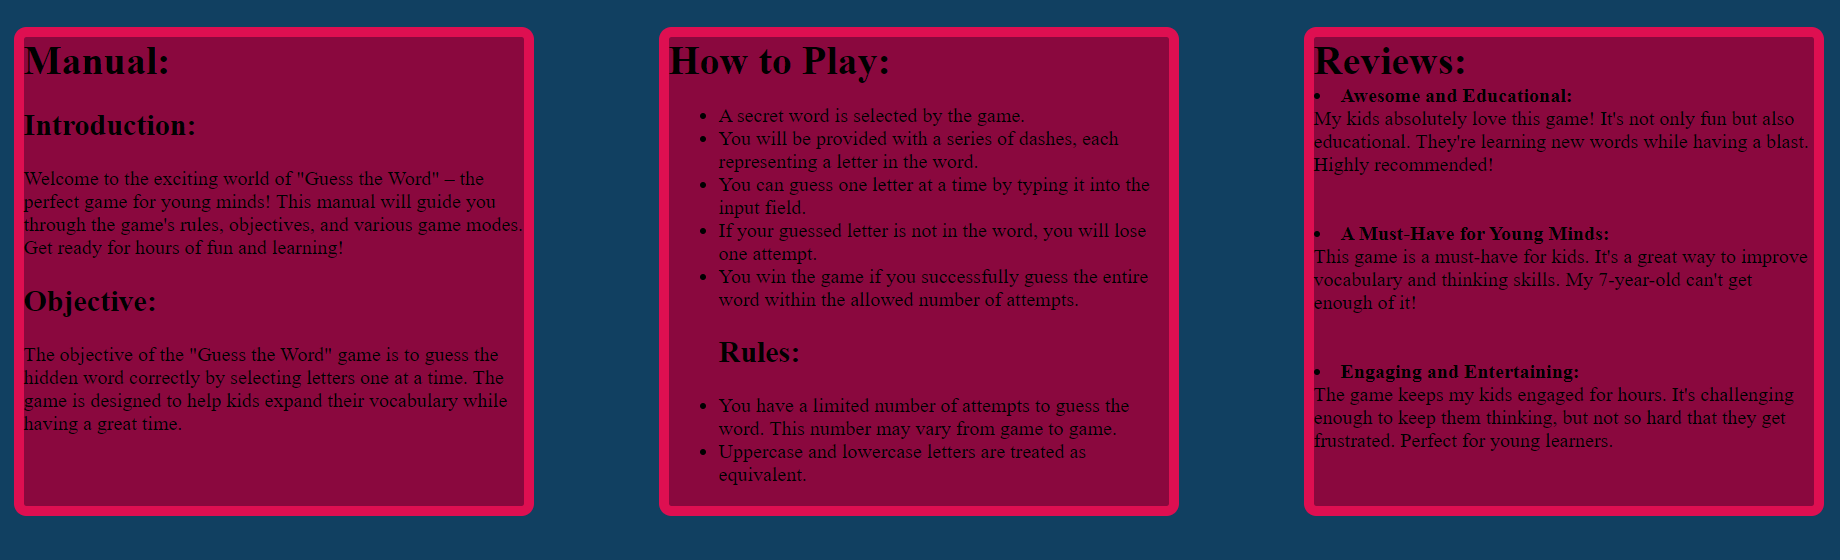 Manual:
Introduction:
Welcome to the exciting world of "Guess the Word" – the
perfect game for young minds! This manual will guide you
through the game's rules, objectives, and various game modes.
Get ready for hours of fun and learning!
Objective:
The objective of the "Guess the Word" game is to guess the
hidden word correctly by selecting letters one at a time. The
game is designed to help kids expand their vocabulary while
having a great time.
How to Play:
• A secret word is selected by the game.
• You will be provided with a series of dashes, each
representing a letter in the word.
• You can guess one letter at a time by typing it into the
input field.
• If your guessed letter is not in the word, you will lose
one attempt.
• You win the game if you successfully guess the entire
word within the allowed number of attempts.
Rules:
• You have a limited number of attempts to guess the
word. This number may vary from game to game.
• Uppercase and lowercase letters are treated as
equivalent.
Reviews:
• Awesome and Educational:
My kids absolutely love this game! It's not only fun but also
educational. They're learning new words while having a blast.
Highly recommended!
• A Must-Have for Young Minds:
This game is a must-have for kids. It's a great way to improve
vocabulary and thinking skills. My 7-year-old can't get
enough of it!
• Engaging and Entertaining:
The game keeps my kids engaged for hours. It's challenging
enough to keep them thinking, but not so hard that they get
frustrated. Perfect for young learners.